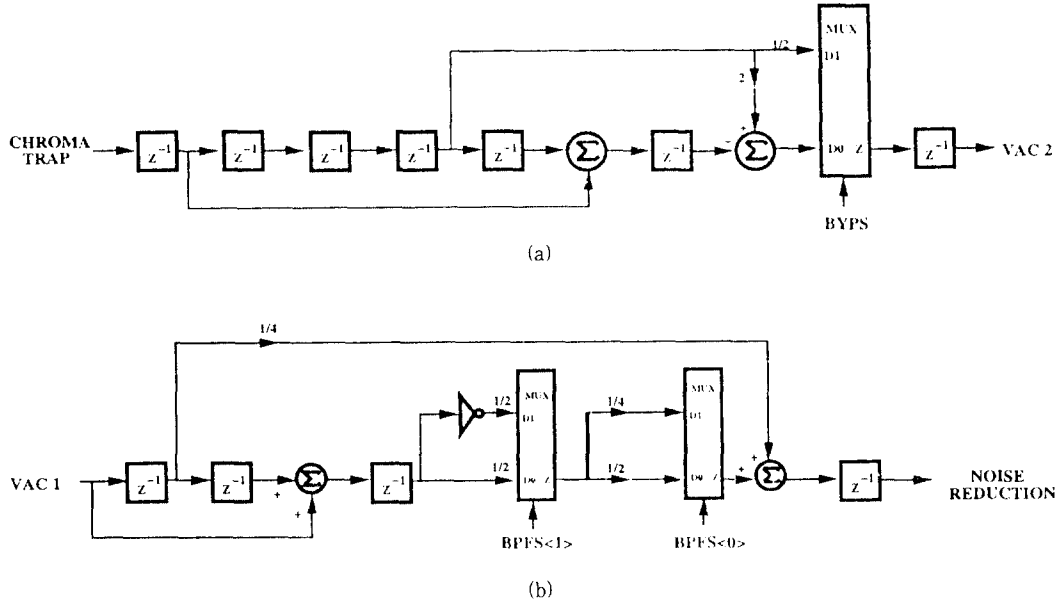 MUX
1/2
D1
2
CHROMA
TRAP
z⁻¹
z⁻¹
z⁻¹
z⁻¹
z⁻¹
Σ
z⁻¹
-
+
Σ
D0 Z
z⁻¹
VAC 2
BYPS
(a)
1/4
MUX
1/2
D1
MUX
1/4
D1
VAC 1
z⁻¹
z⁻¹
+
Σ
+
z⁻¹
1/2
D0 Z
1/2
D0 Z
+
+
Σ
z⁻¹
NOISE
REDUCTION
BPFS<1>
BPFS<0>
(b)